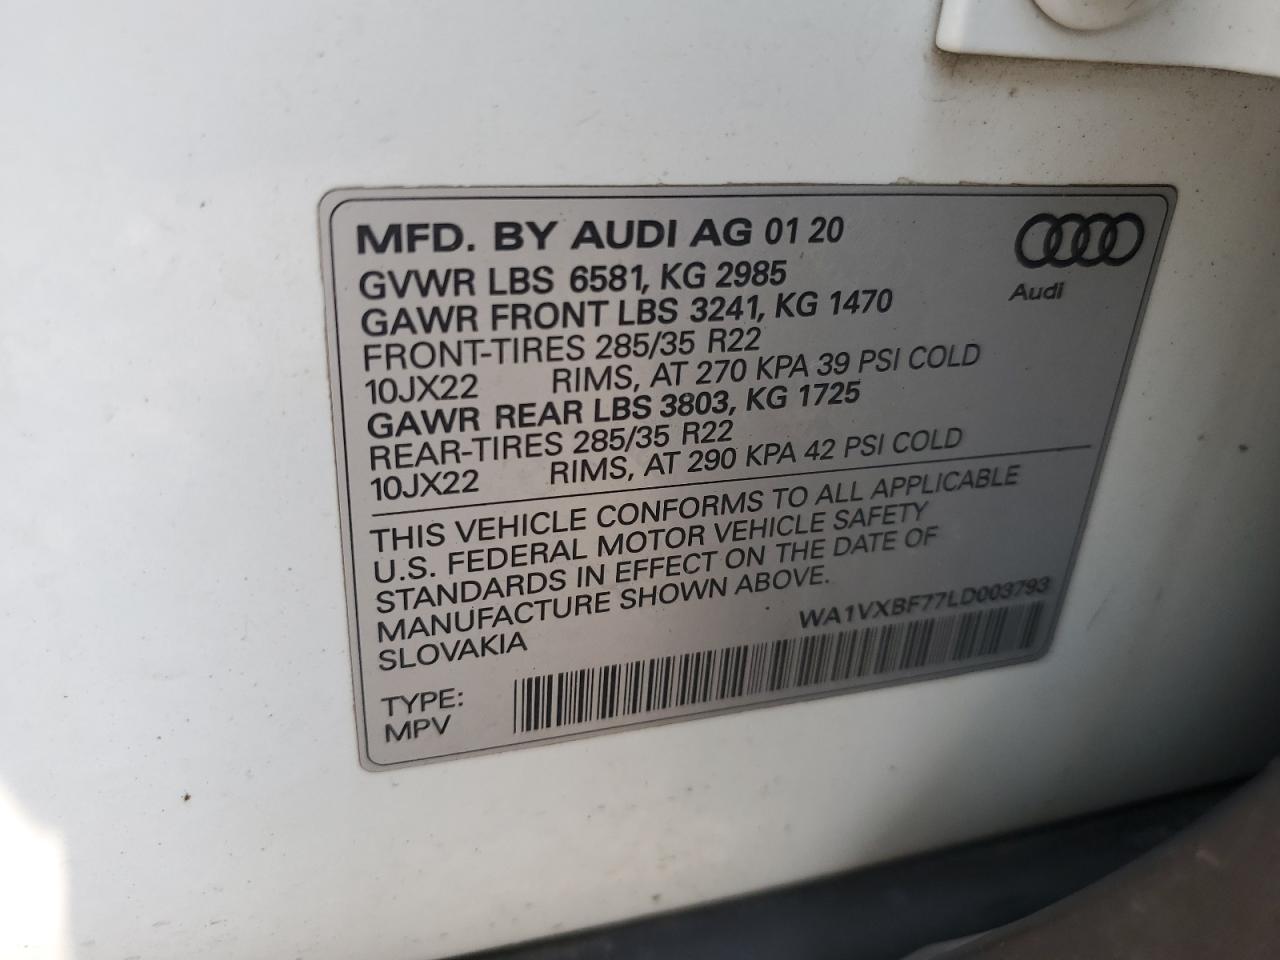 MFD. BY AUDI AG 01 20
GVWR LBS 6581, KG 2985
GAWR FRONT LBS 3241, KG 1470
FRONT-TIRES 285/35 R22
10JX22 RIMS, AT 270 KPA 39 PSI COLD
GAWR REAR LBS 3803, KG 1725
REAR-TIRES 285/35 R22
10JX22 RIMS, AT 290 KPA 42 PSI COLD
Audi
THIS VEHICLE CONFORMS TO ALL APPLICABLE
U.S. FEDERAL MOTOR VEHICLE SAFETY
STANDARDS IN EFFECT ON THE DATE OF
MANUFACTURE SHOWN ABOVE.
SLOVAKIA
WA1VXBF77LD003793
TYPE:
MPV